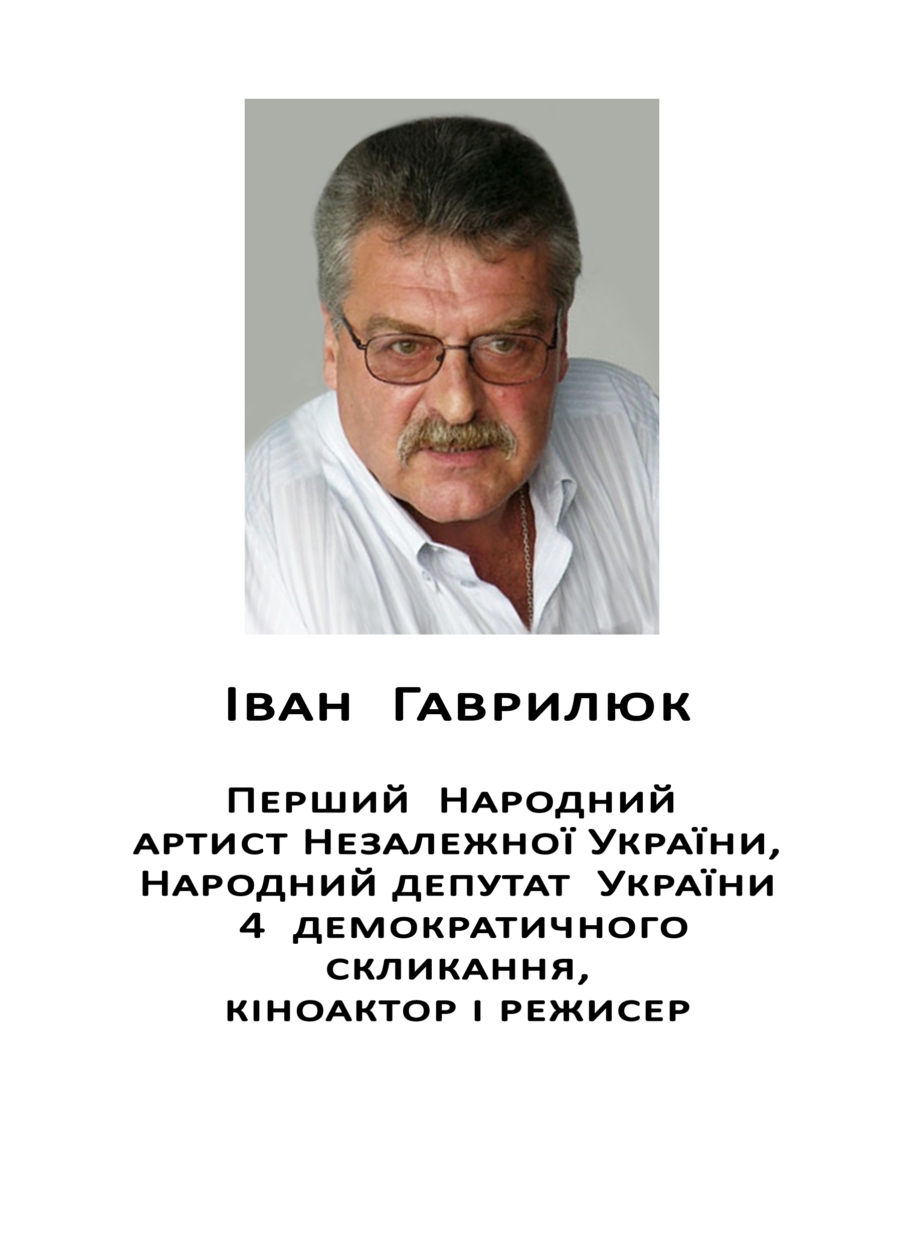 Іван Гаврилюк
Перший Народний
артист Незалежної України,
Народний депутат України
4 демократичного
скликання,
кіноактор і режисер